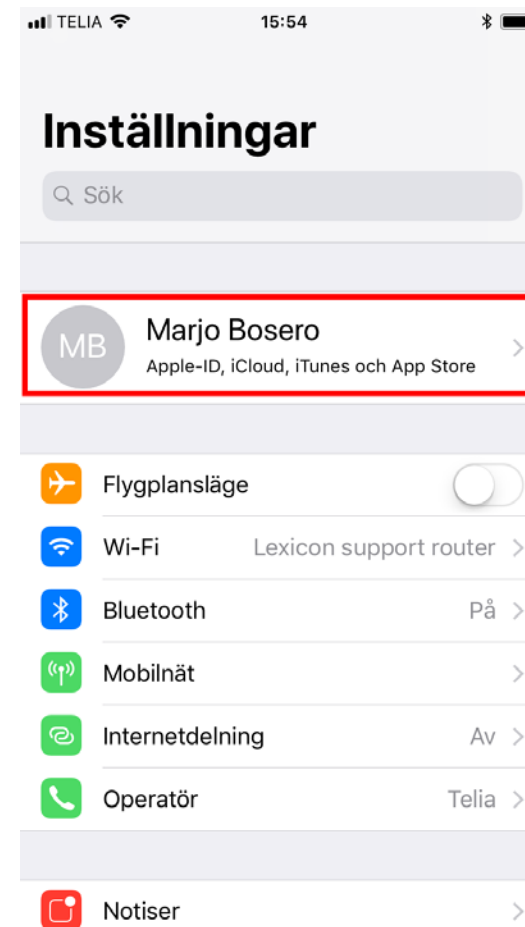 TELIA 15:54
Inställningar
Sök
MB
Marjo Bosero
Apple-ID, iCloud, iTunes och App Store
Flygplansläge
Wi-Fi Lexicon support router
Bluetooth På
Mobilnät
Internetdelning Av
Operatör Telia
Notiser